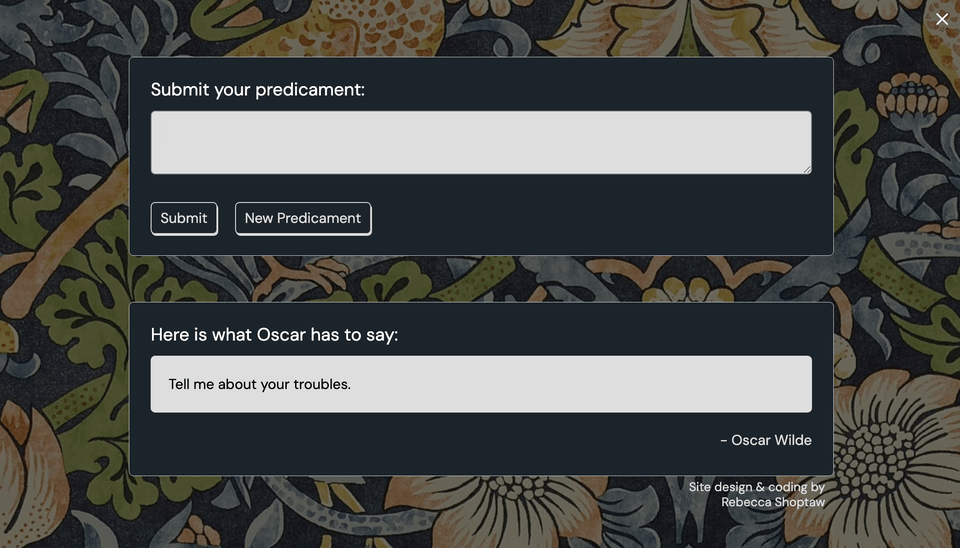 Submit your predicament:
Submit
New Predicament
Here is what Oscar has to say:
Tell me about your troubles.
– Oscar Wilde
Site design & coding by
Rebecca Shoptaw